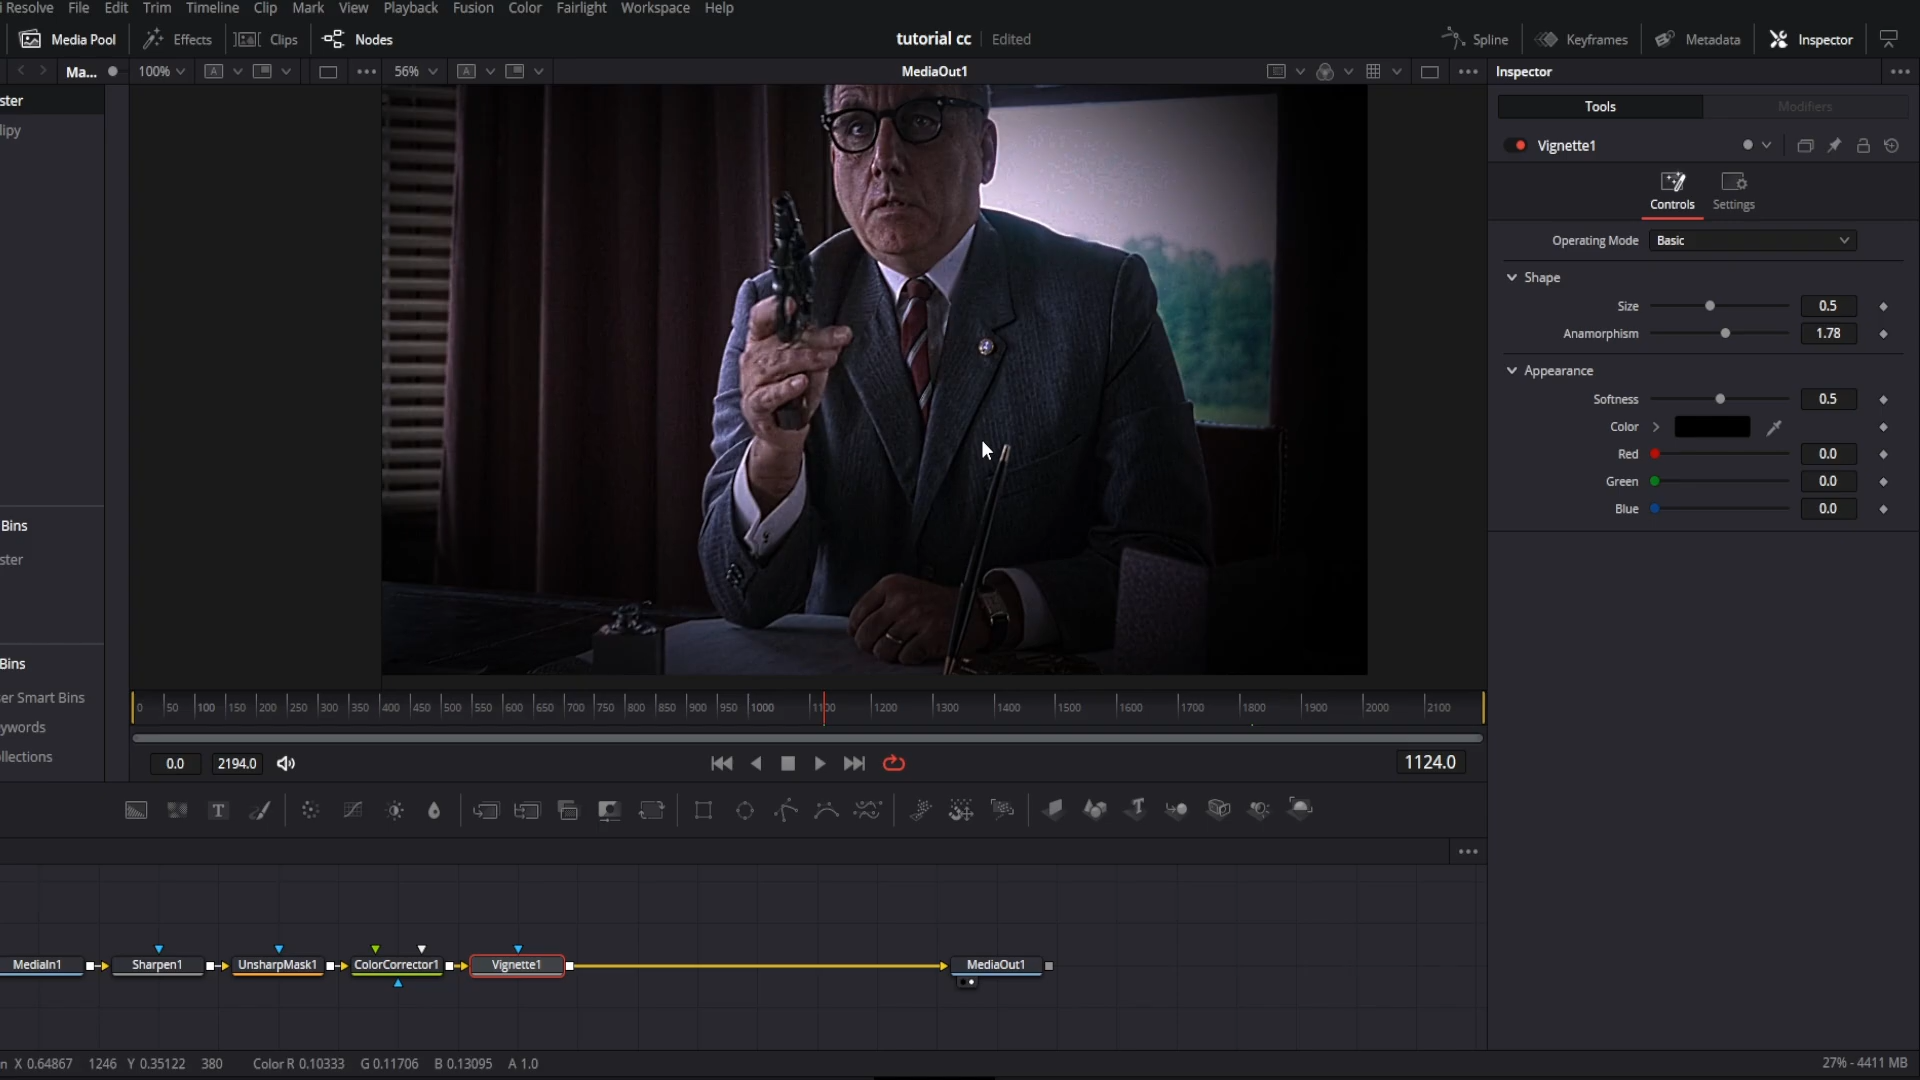 i Resolve File Edit Trim Timeline Clip Mark View Playback Fusion Color Fairlight Workspace Help
Media Pool Effects Clips Nodes tutorial cc Edited Spline Keyframes Metadata Inspector
Ma... 100% 56% MediaOut1 Inspector
ster
lipy
Tools Modifiers
Vignette1
Controls Settings
Operating Mode Basic
Shape
Size 0.5
Anamorphism 1.78
Appearance
Softness 0.5
Color
Red 0.0
Green 0.0
Blue 0.0
Bins
ster
Bins
er Smart Bins
ywords
llections
0 50 100 150 200 250 300 350 400 450 500 550 600 650 700 750 800 850 900 950 1000 1100 1200 1300 1400 1500 1600 1700 1800 1900 2000 2100
0.0 2194.0 1124.0
MediaIn1 Sharpen1 UnsharpMask1 ColorCorrector1 Vignette1 MediaOut1
n X 0.64867 1246 Y 0.35122 380 Color R 0.10333 G 0.11706 B 0.13095 A 1.0 27% - 4411 MB